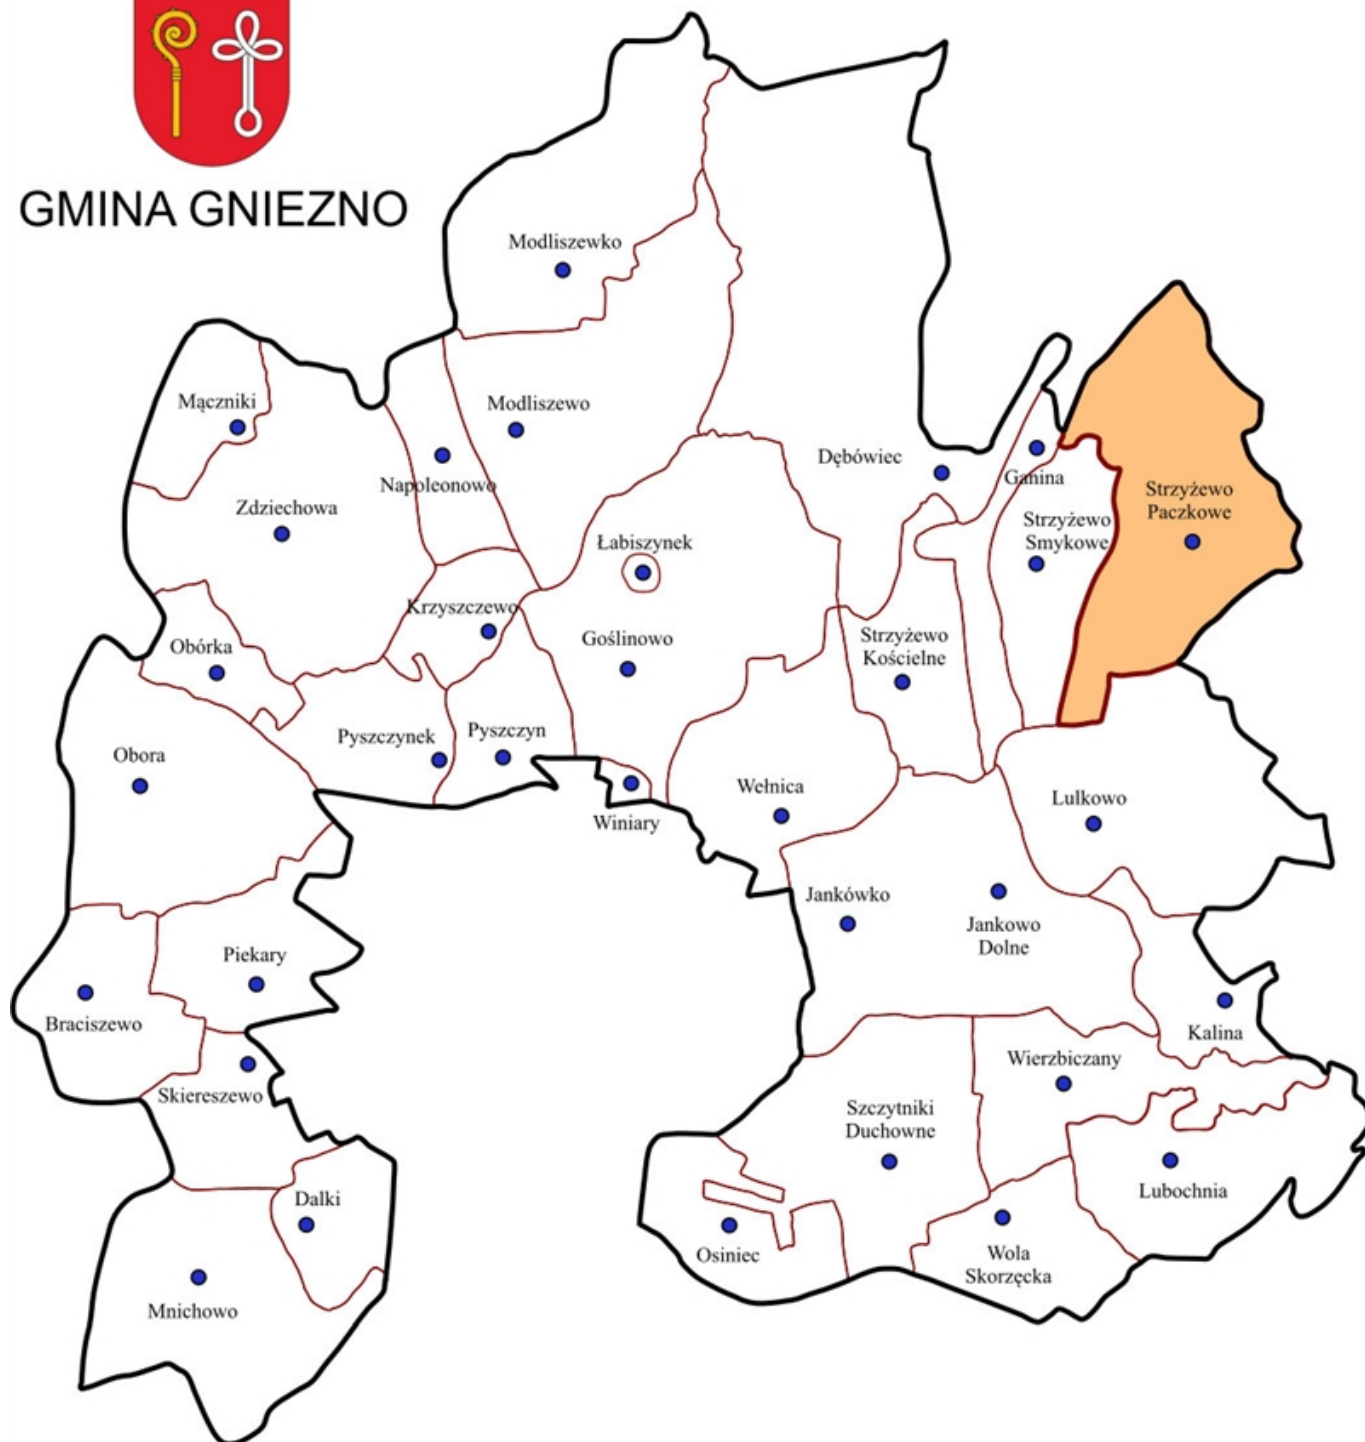 GMINA GNIEZNO
Modliszewko
Mączniki
Modliszewo
Dębówiec
Ganina
Napoleonowo
Strzyżewo
Paczkowe
Zdziechowa
Strzyżewo
Smykowe
Łabiszynek
Krzyszczewo
Goślinowo
Strzyżewo
Kościelne
Obórka
Pyszczynek
Pyszczyn
Obora
Wełnica
Lulkowo
Winiary
Jankówko
Jankowo
Dolne
Piekary
Braciszewo
Kalina
Wierzbiczany
Skiereszewo
Szczytniki
Duchowne
Dalki
Lubochnia
Osiniec
Wola
Skorzęcka
Mnichowo